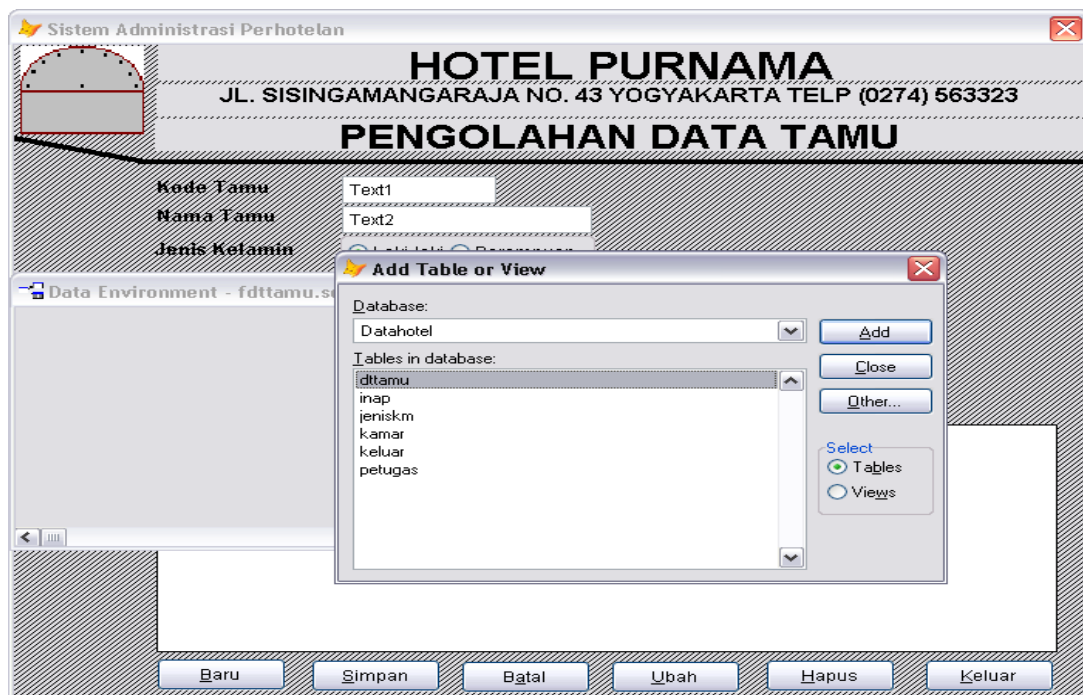 Sistem Administrasi Perhotelan
HOTEL PURNAMA
JL. SISINGAMANGARAJA NO. 43 YOGYAKARTA TELP (0274) 563323
PENGOLAHAN DATA TAMU
Kode Tamu
Text1
Nama Tamu
Text2
Jenis Kelamin
Data Environment - fdttamu.sc
Add Table or View
Database:
Datahotel
Add
Tables in database:
Close
dttamu
inap
Other...
jeniskm
kamar
keluar
petugas
Select
Tables
Views
Baru
Simpan
Batal
Ubah
Hapus
Keluar